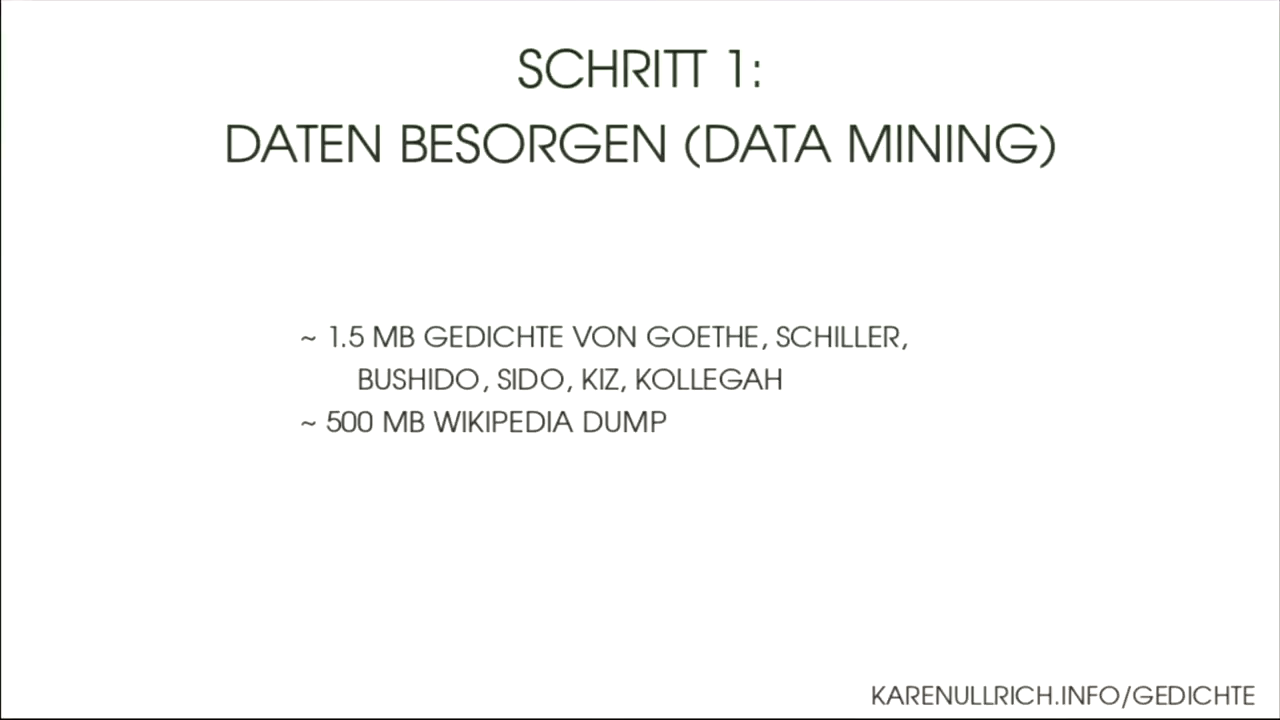 SCHRITT 1:
DATEN BESORGEN (DATA MINING)
~ 1.5 MB GEDICHTE VON GOETHE, SCHILLER,
BUSHIDO, SIDO, KIZ, KOLLEGAH
~ 500 MB WIKIPEDIA DUMP
KARENULLRICH.INFO/GEDICHTE